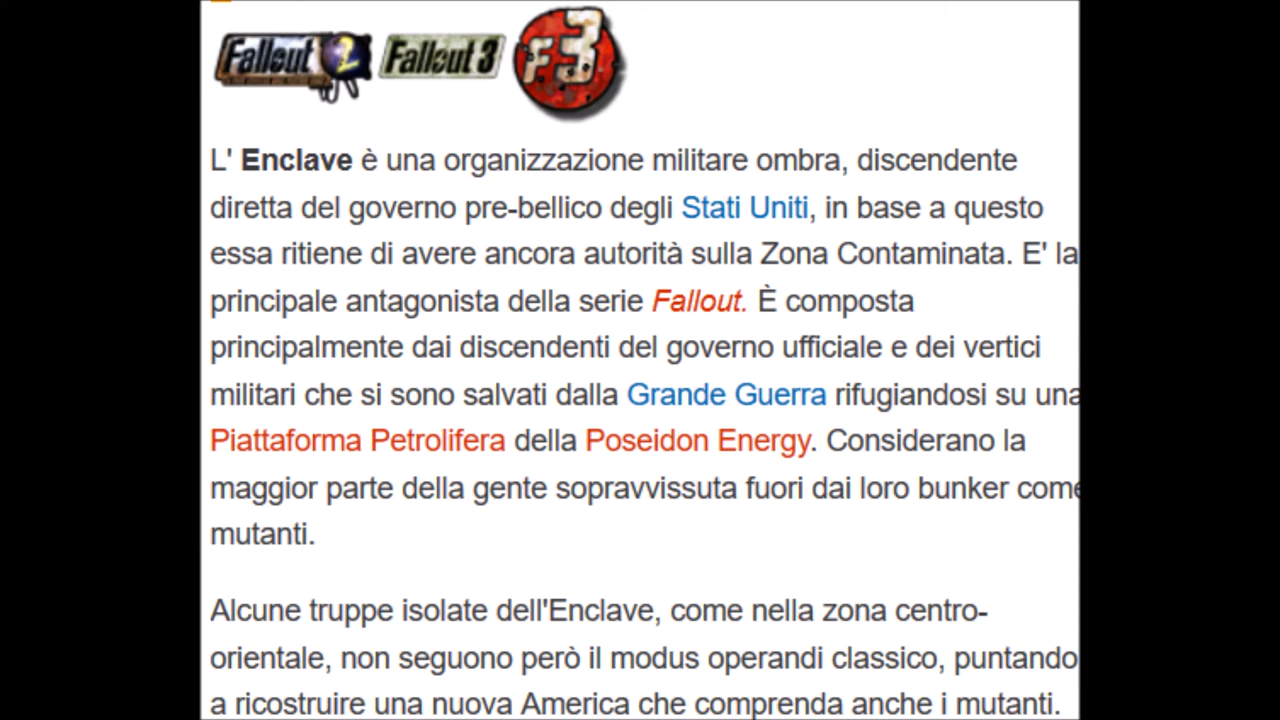 Fallout 2 Fallout 3 F3
L' Enclave è una organizzazione militare ombra, discendente
diretta del governo pre-bellico degli Stati Uniti, in base a questo
essa ritiene di avere ancora autorità sulla Zona Contaminata. E' la
principale antagonista della serie Fallout. È composta
principalmente dai discendenti del governo ufficiale e dei vertici
militari che si sono salvati dalla Grande Guerra rifugiandosi su una
Piattaforma Petrolifera della Poseidon Energy. Considerano la
maggior parte della gente sopravvissuta fuori dai loro bunker come
mutanti.
Alcune truppe isolate dell'Enclave, come nella zona centro-
orientale, non seguono però il modus operandi classico, puntando
a ricostruire una nuova America che comprenda anche i mutanti.